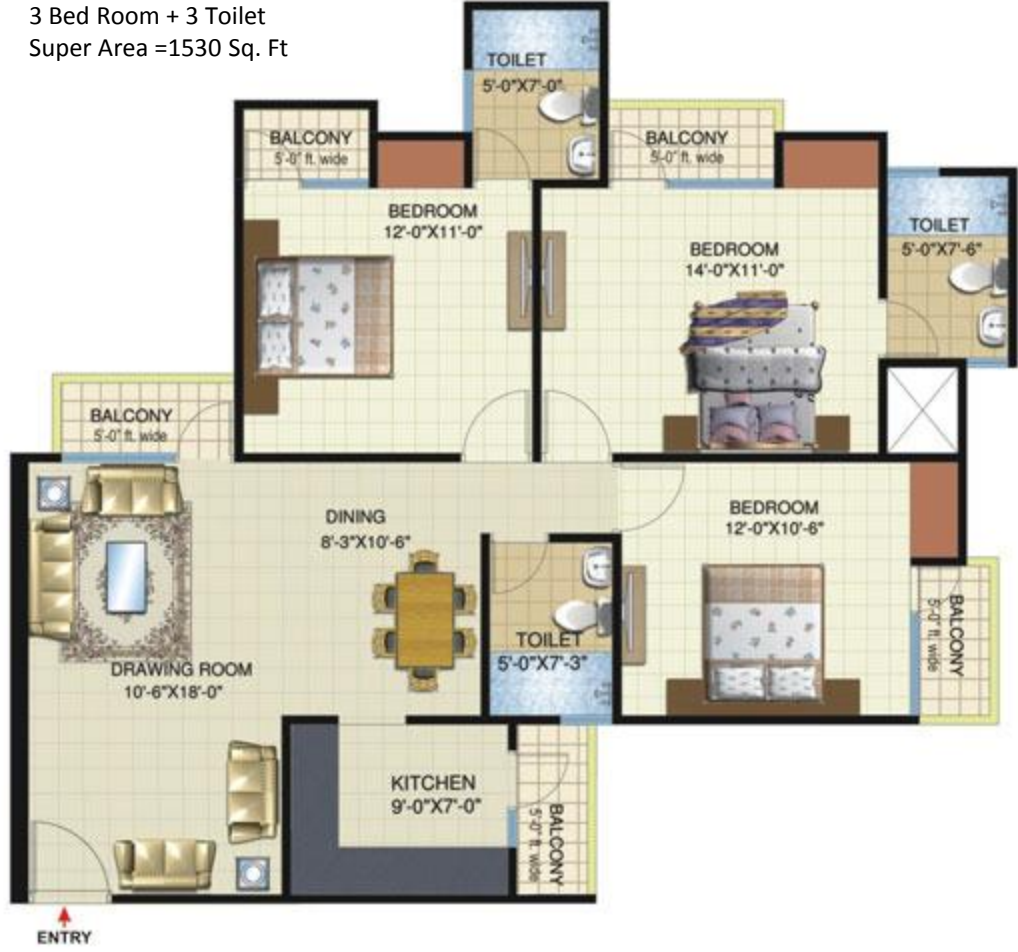 3 Bed Room + 3 Toilet
Super Area =1530 Sq. Ft
TOILET
5'-0"X7'-0"
BALCONY
5'-0" ft. wide
BALCONY
5'-0" ft. wide
BEDROOM
12'-0"X11'-0"
BEDROOM
14'-0"X11'-0"
TOILET
5'-0"X7'-6"
BALCONY
5'-0" ft. wide
DINING
8'-3"X10'-6"
BEDROOM
12'-0"X10'-6"
BALCONY
5'-0" ft. wide
TOILET
5'-0"X7'-3"
DRAWING ROOM
10'-6"X18'-0"
KITCHEN
9'-0"X7'-0"
BALCONY
5'-0" ft. wide
ENTRY